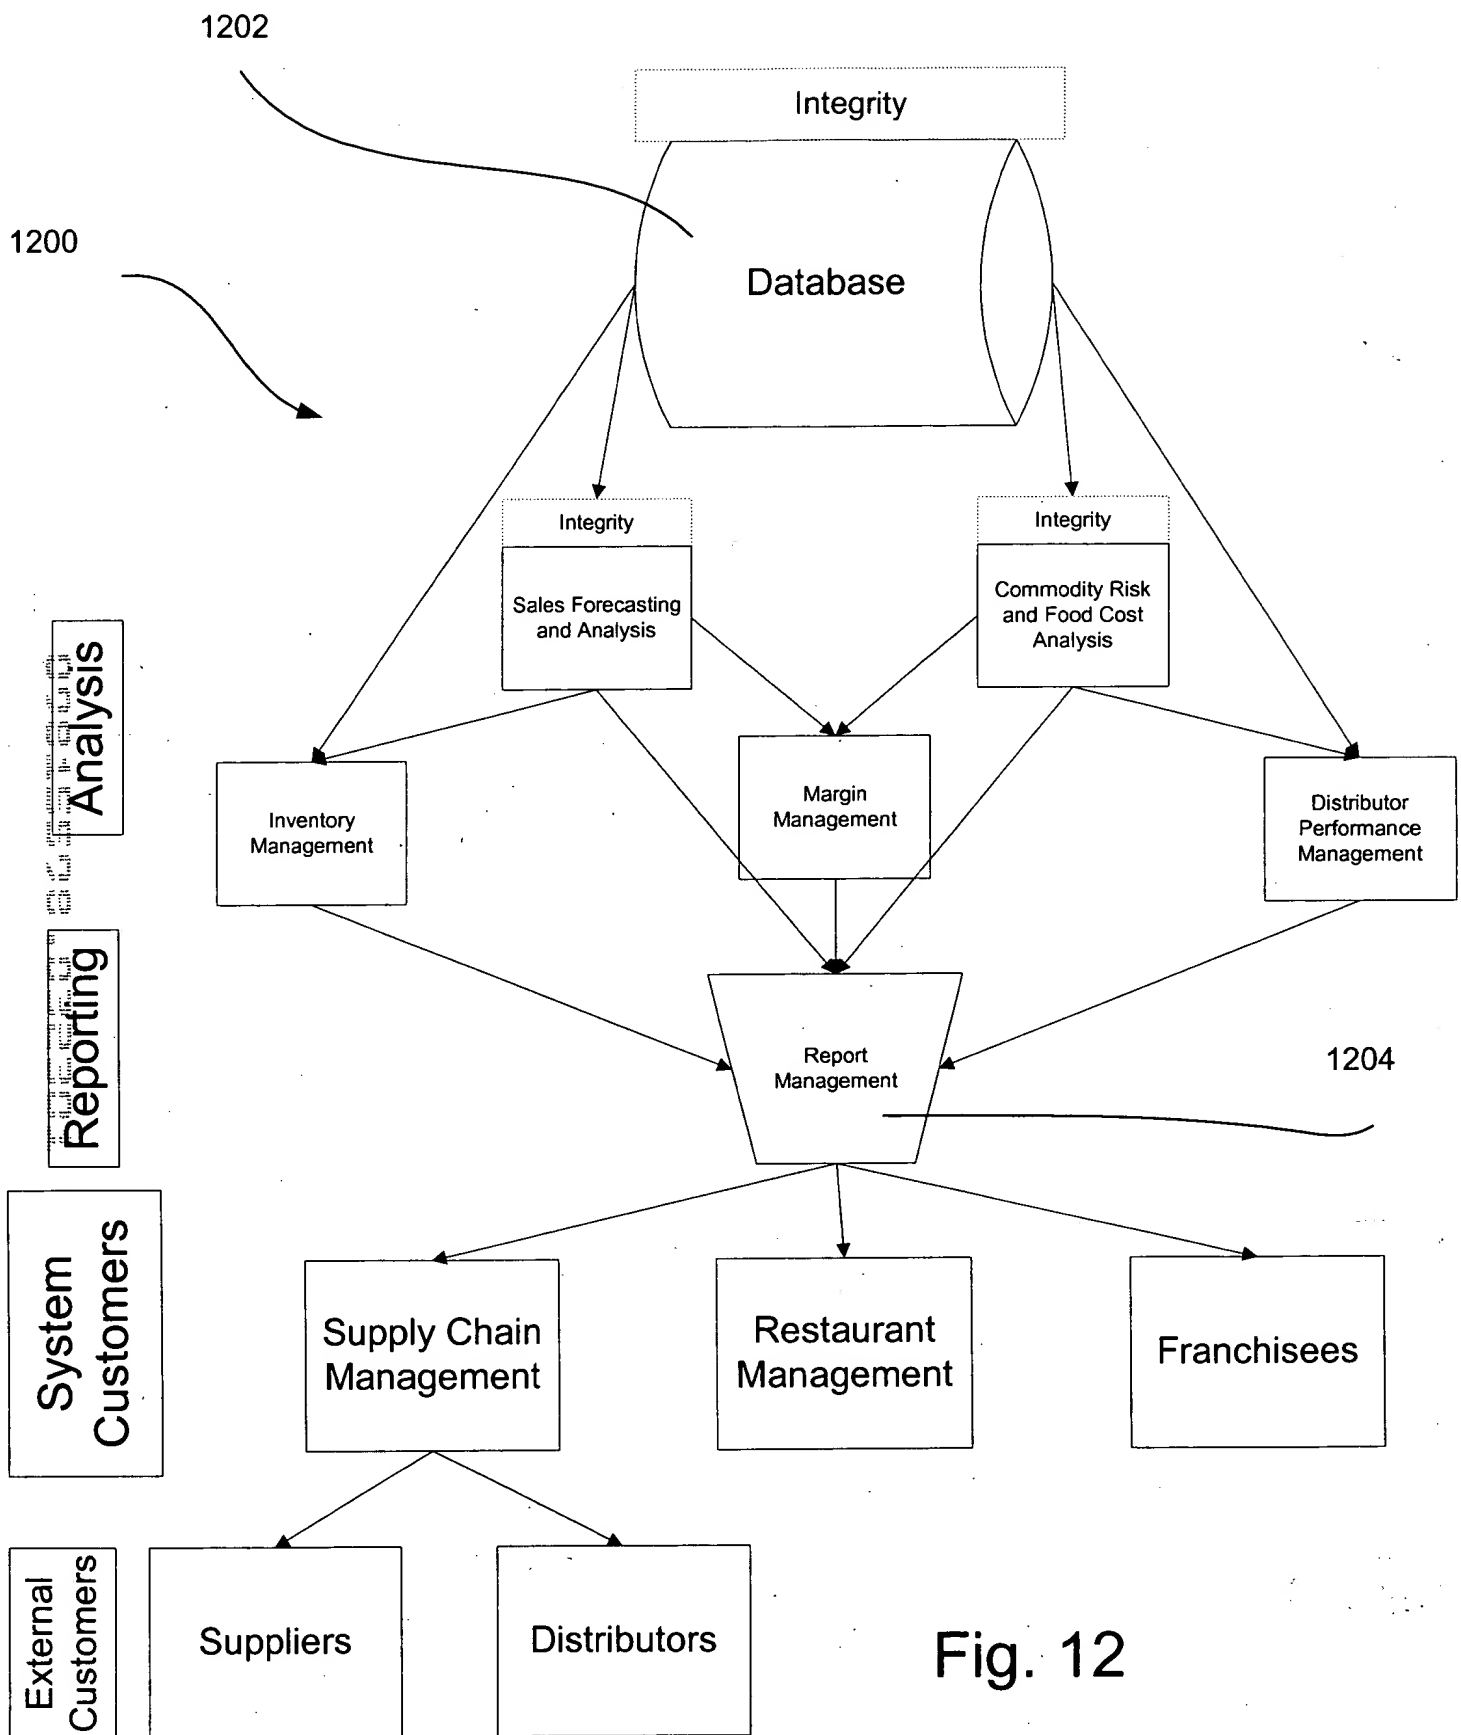 1202
Integrity
1200
Database
Integrity
Integrity
Sales Forecasting
and Analysis
Commodity Risk
and Food Cost
Analysis
Analysis
Inventory
Management
Margin
Management
Distributor
Performance
Management
Reporting
Report
Management
1204
System
Customers
Supply Chain
Management
Restaurant
Management
Franchisees
External
Customers
Suppliers
Distributors
Fig. 12